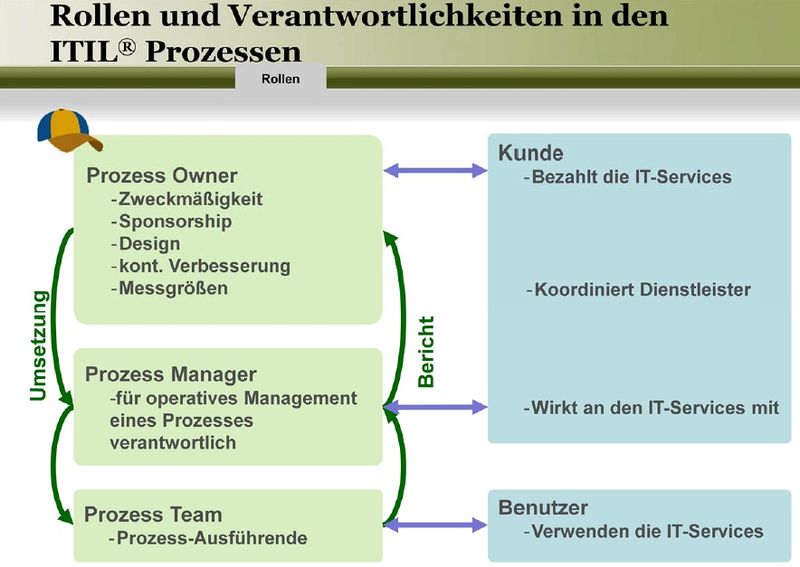 Rollen und Verantwortlichkeiten in den
ITIL® Prozessen
Rollen
Prozess Owner
-Zweckmäßigkeit
-Sponsorship
-Design
-kont. Verbesserung
-Messgrößen
Umsetzung
Bericht
Prozess Manager
-für operatives Management
eines Prozesses
verantwortlich
Prozess Team
-Prozess-Ausführende
Kunde
-Bezahlt die IT-Services
-Koordiniert Dienstleister
-Wirkt an den IT-Services mit
Benutzer
-Verwenden die IT-Services